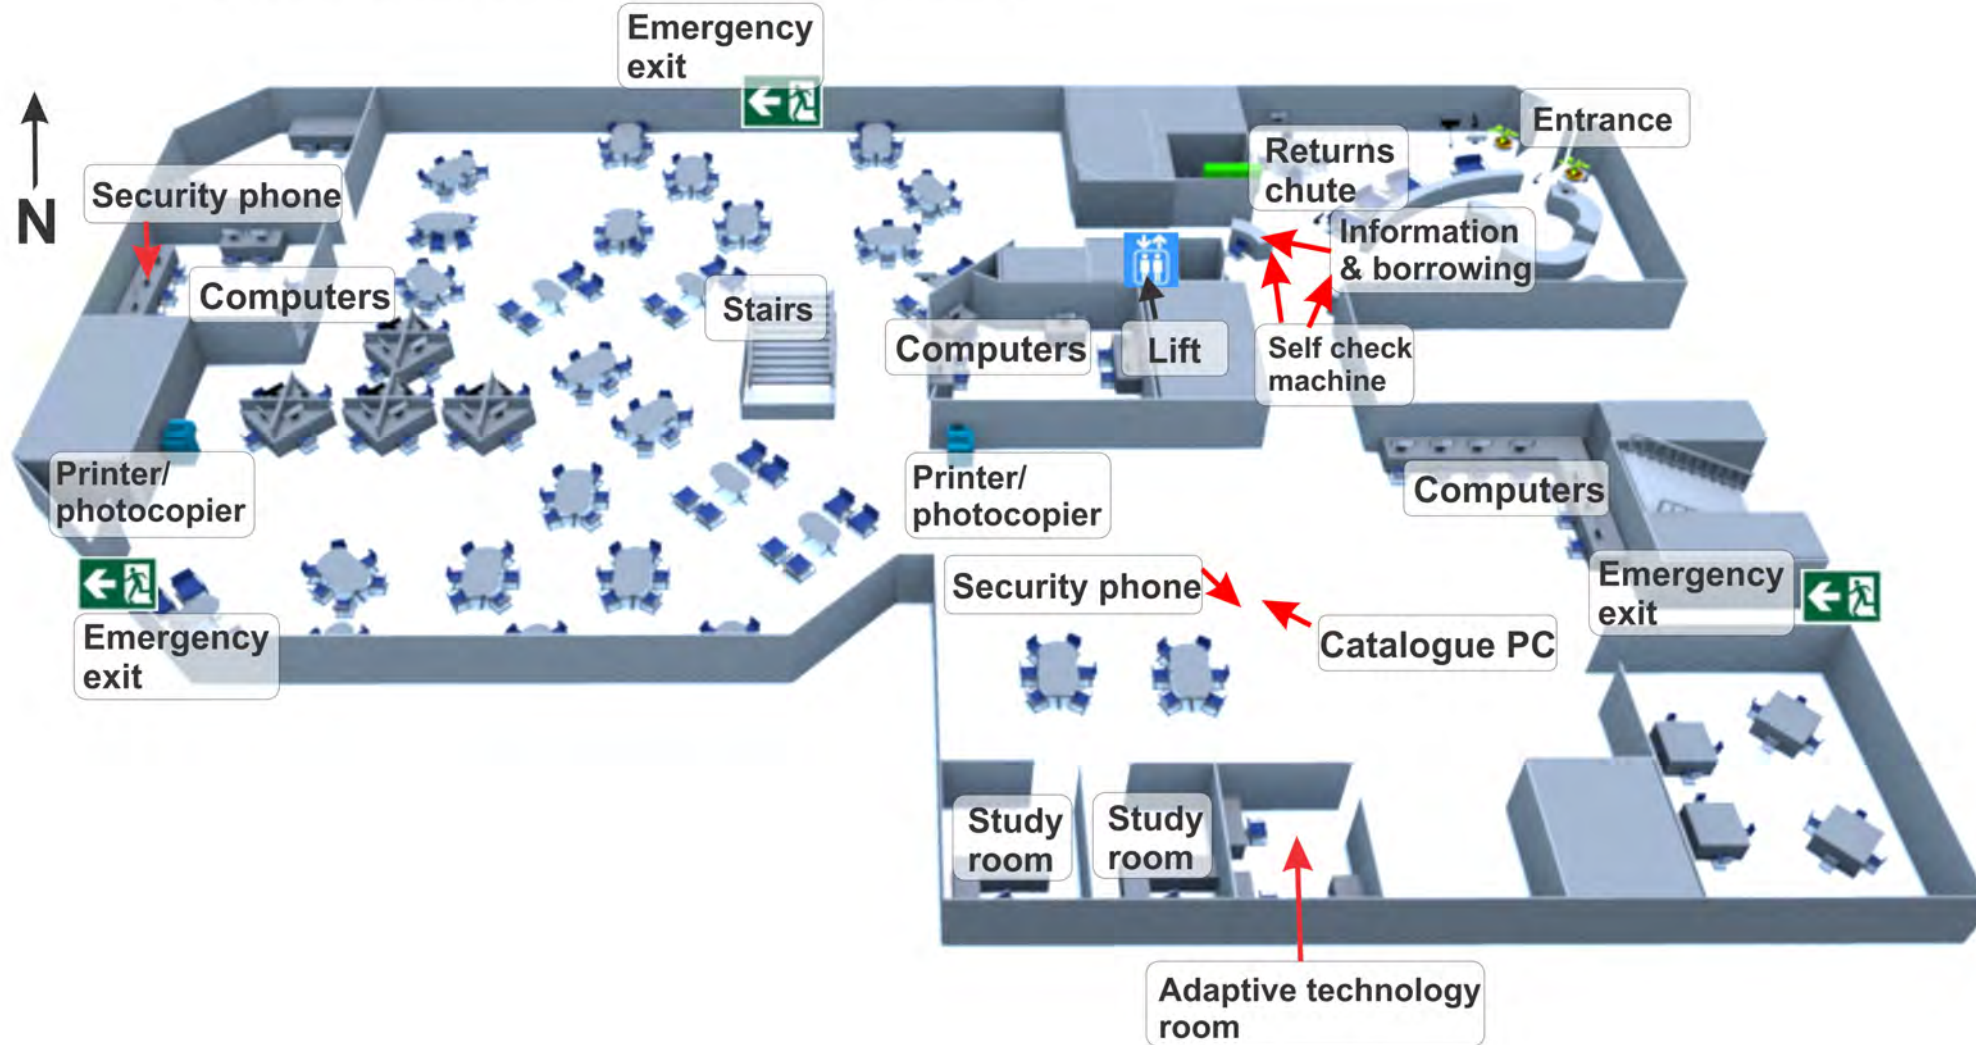 Emergency
exit
Entrance
N
Security phone
Returns
chute
Information
& borrowing
Computers
Stairs
Computers
Lift
Self check
machine
Printer/
photocopier
Printer/
photocopier
Computers
Security phone
Emergency
exit
Emergency
exit
Catalogue PC
Study
room
Study
room
Adaptive technology
room